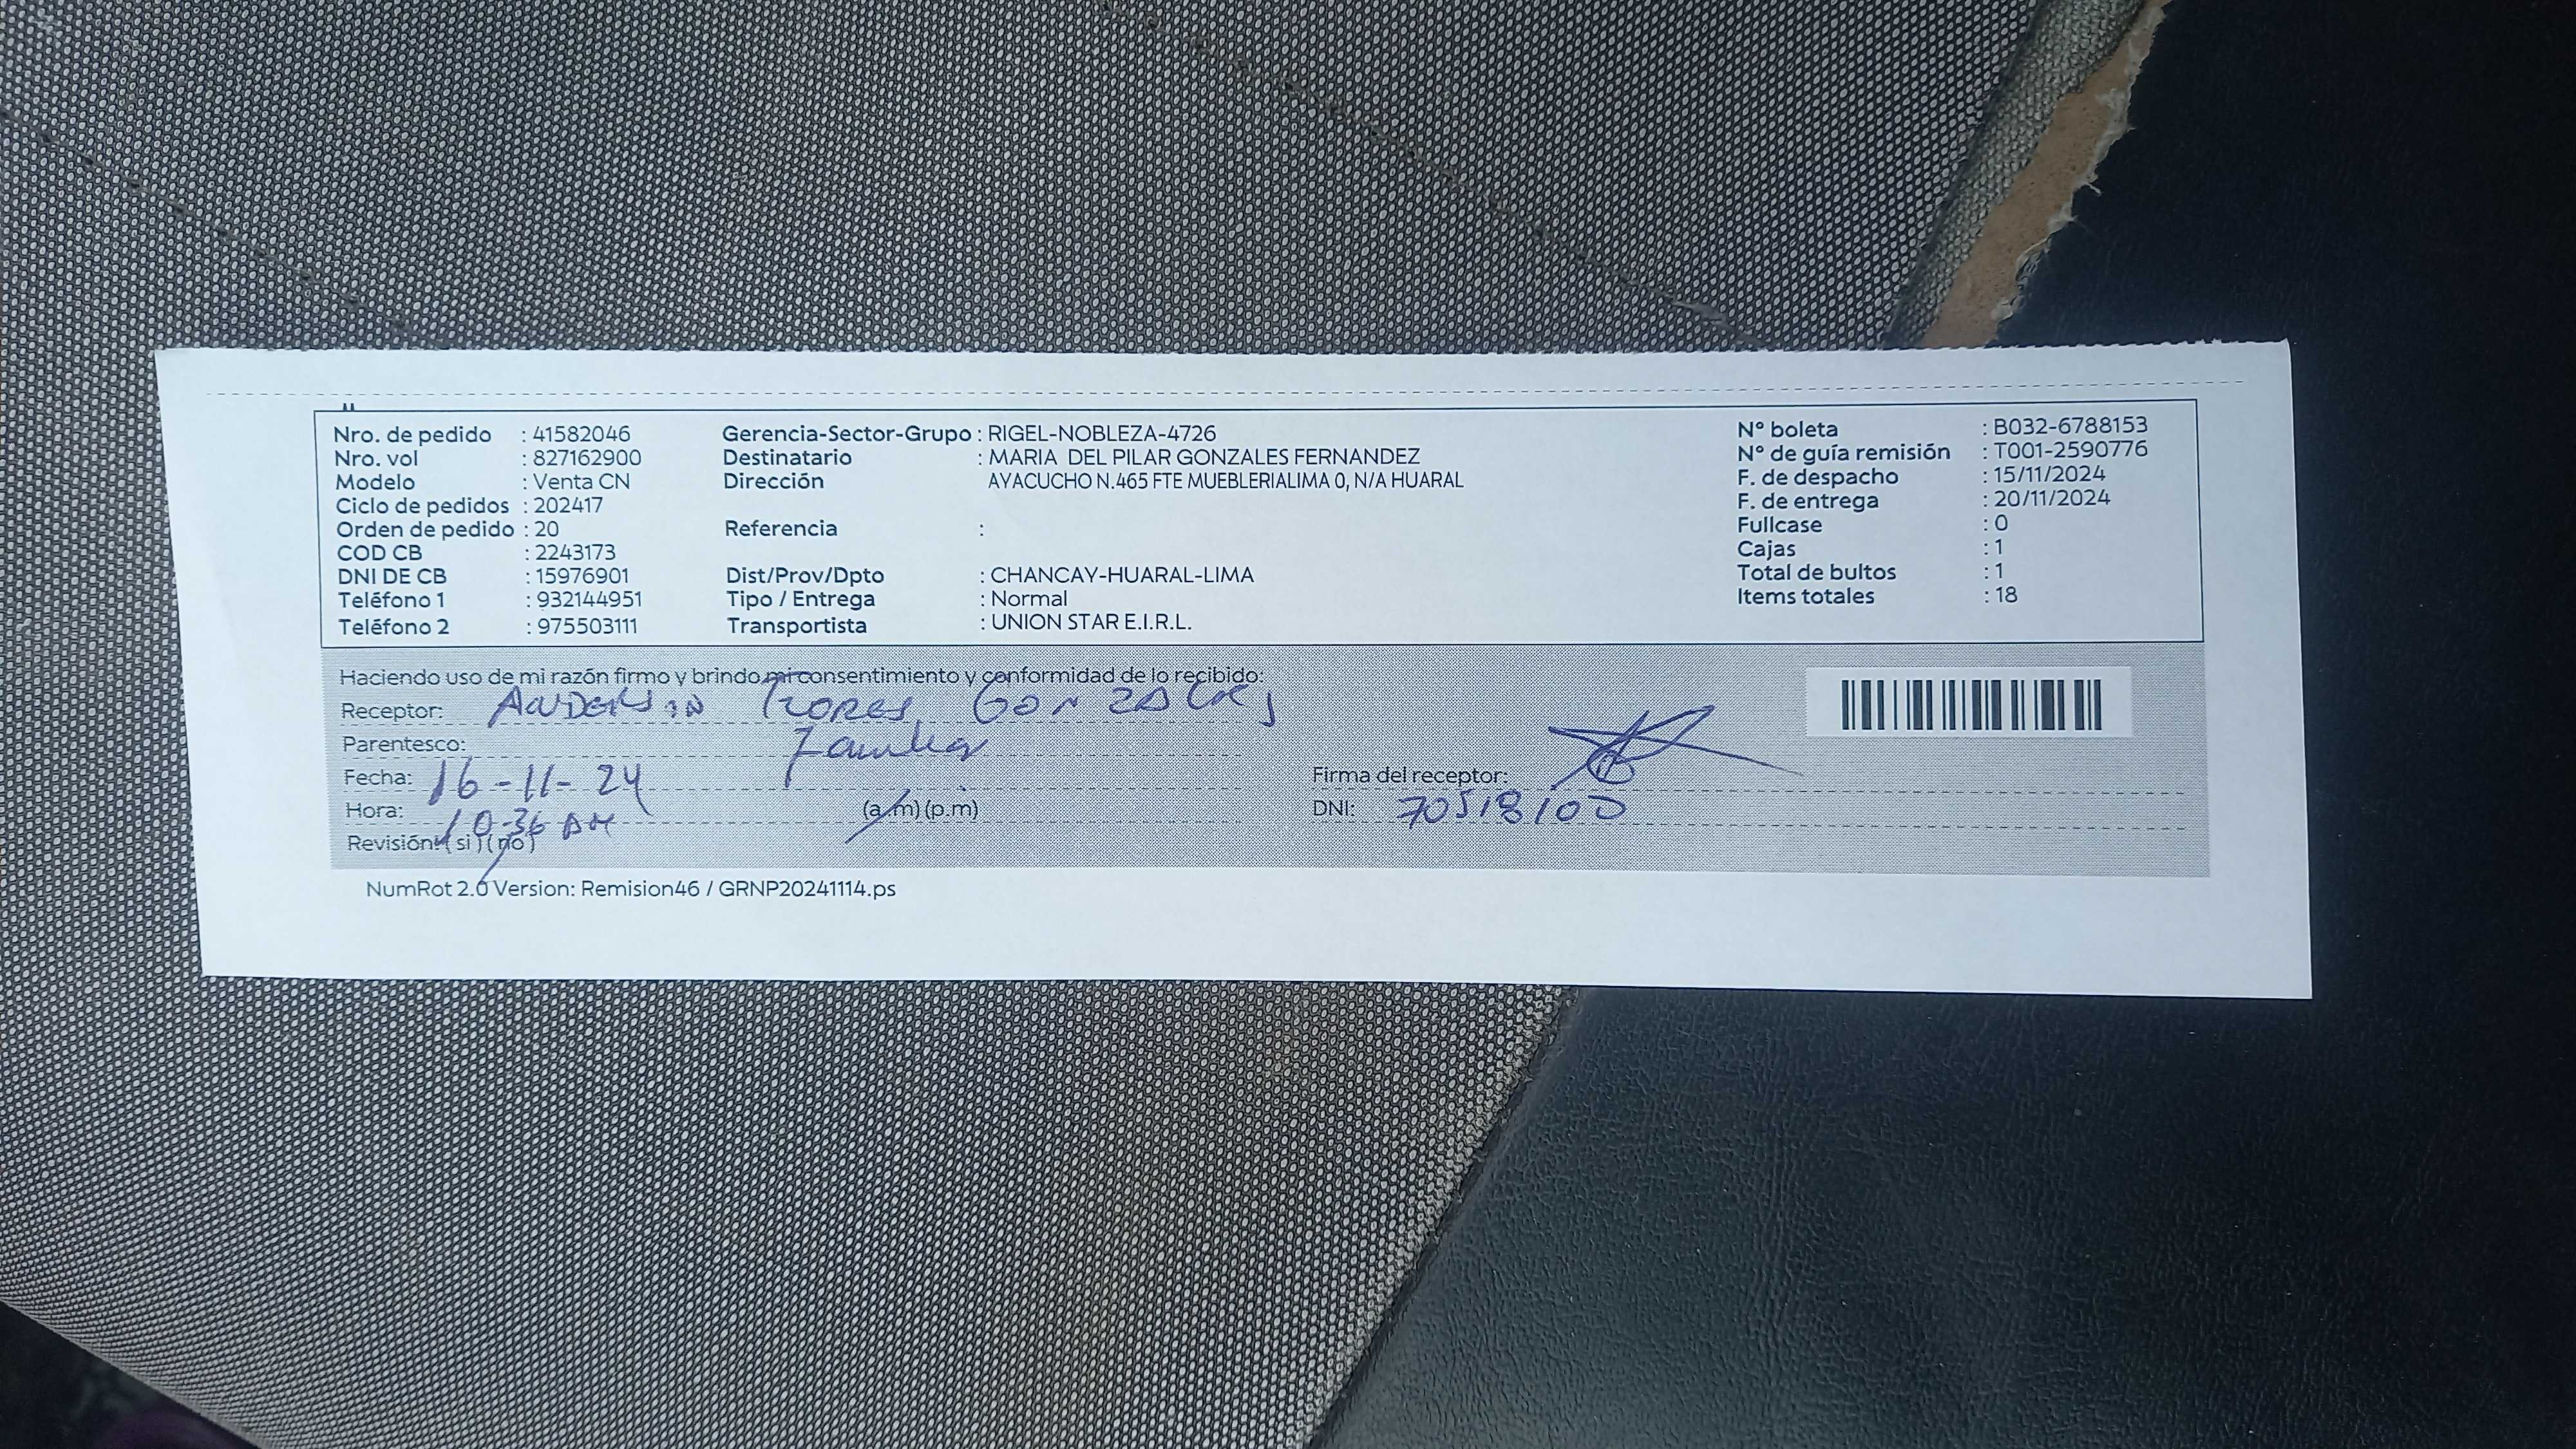 Nro. de pedido : 41582046 Gerencia-Sector-Grupo : RIGEL-NOBLEZA-4726 N° boleta : B032-6788153
Nro. vol : 827162900 Destinatario : MARIA DEL PILAR GONZALES FERNANDEZ N° de guía remisión : T001-2590776
Modelo : Venta CN Dirección AYACUCHO N.465 FTE MUEBLERIALIMA 0, N/A HUARAL F. de despacho : 15/11/2024
Ciclo de pedidos : 202417 F. de entrega : 20/11/2024
Orden de pedido : 20 Referencia : Fullcase : 0
COD CB : 2243173 Cajas : 1
DNI DE CB : 15976901 Dist/Prov/Dpto : CHANCAY-HUARAL-LIMA Total de bultos : 1
Teléfono 1 : 932144951 Tipo / Entrega : Normal Items totales : 18
Teléfono 2 : 975503111 Transportista : UNION STAR E.I.R.L.
Haciendo uso de mi razón firmo y brindo mi consentimiento y conformidad de lo recibido:
Receptor: GONZALES
Parentesco: Familia
Fecha: 16-11-24 Firma del receptor:
Hora: 10:36 AM (a.m) (p.m) DNI: 70518100
Revisión: (si) (no)
NumRot 2.0 Version: Remision46 / GRNP20241114.ps